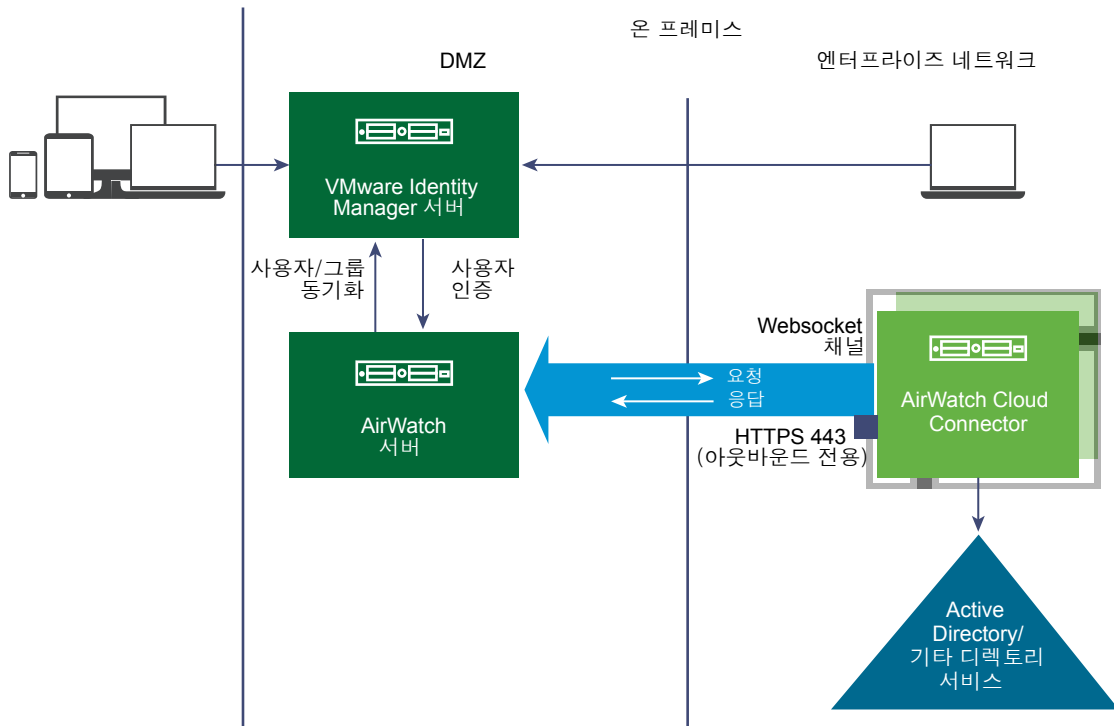 온 프레미스
DMZ
엔터프라이즈 네트워크
VMware Identity
Manager 서버
사용자/그룹
동기화
사용자
인증
Websocket
채널
요청
응답
AirWatch
서버
AirWatch Cloud
Connector
HTTPS 443
(아웃바운드 전용)
Active
Directory/
기타 디렉토리
서비스